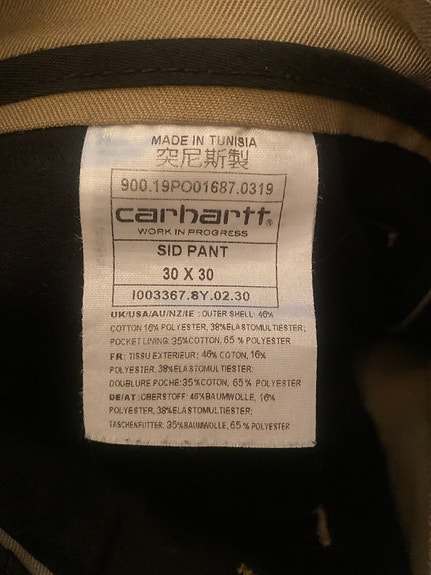 MADE IN TUNISIA
突尼斯製
900.19PO01687.0319
carhartt®
WORK IN PROGRESS
SID PANT
30 X 30
I003367.8Y.02.30
UK/USA/AU/NZ/IE : OUTER SHELL: 46%
COTTON 16% POLYESTER, 38%ELASTOMULTIESTER;
POCKET LINING: 35%COTTON, 65 % POLYESTER
FR: TISSU EXTERIEUR: 46% COTON, 16%
POLYESTER, 38%ELASTOMULTIESTER;
DOUBLURE POCHE:35%COTON, 65 % POLYESTER
DE/AT :OBERSTOFF: 46%BAUMWOLLE, 16%
POLYESTER, 38%ELASTOMULTIESTER;
TASCHENFUTTER: 35%BAUMWOLLE, 65 % POLYESTER